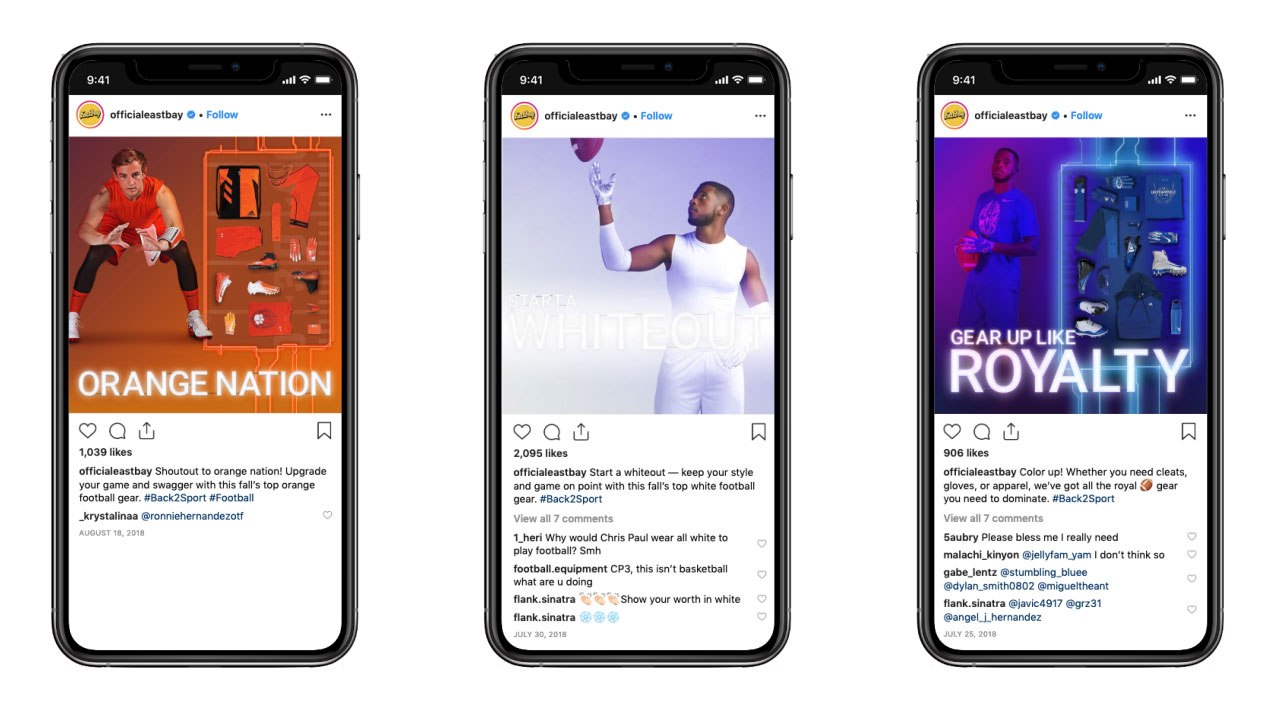 9:41
Eastbay
officialeastbay • Follow
ORANGE NATION
1,039 likes
officialeastbay Shoutout to orange nation! Upgrade
your game and swagger with this fall's top orange
football gear. #Back2Sport #Football
_krystalinaa @ronniehernandezotf
AUGUST 18, 2018
9:41
Eastbay
officialeastbay • Follow
START A
WHITEOUT
2,095 likes
officialeastbay Start a whiteout — keep your style
and game on point with this fall's top white football
gear. #Back2Sport
View all 7 comments
1_heri Why would Chris Paul wear all white to
play football? Smh
football.equipment CP3, this isn't basketball
what are u doing
flank.sinatra 👏🏻👏🏻👏🏻Show your worth in white
flank.sinatra ❄️❄️❄️
JULY 30, 2018
9:41
Eastbay
officialeastbay • Follow
GEAR UP LIKE
ROYALTY
906 likes
officialeastbay Color up! Whether you need cleats,
gloves, or apparel, we've got all the royal 🏈 gear
you need to dominate. #Back2Sport
View all 7 comments
5aubry Please bless me I really need
malachi_kinyon @jellyfam_yam I don't think so
gabe_lentz @stumbling_bluee
@dylan_smith0802 @migueltheant
flank.sinatra @javic4917 @grz31
@angel_j_hernandez
JULY 25, 2018